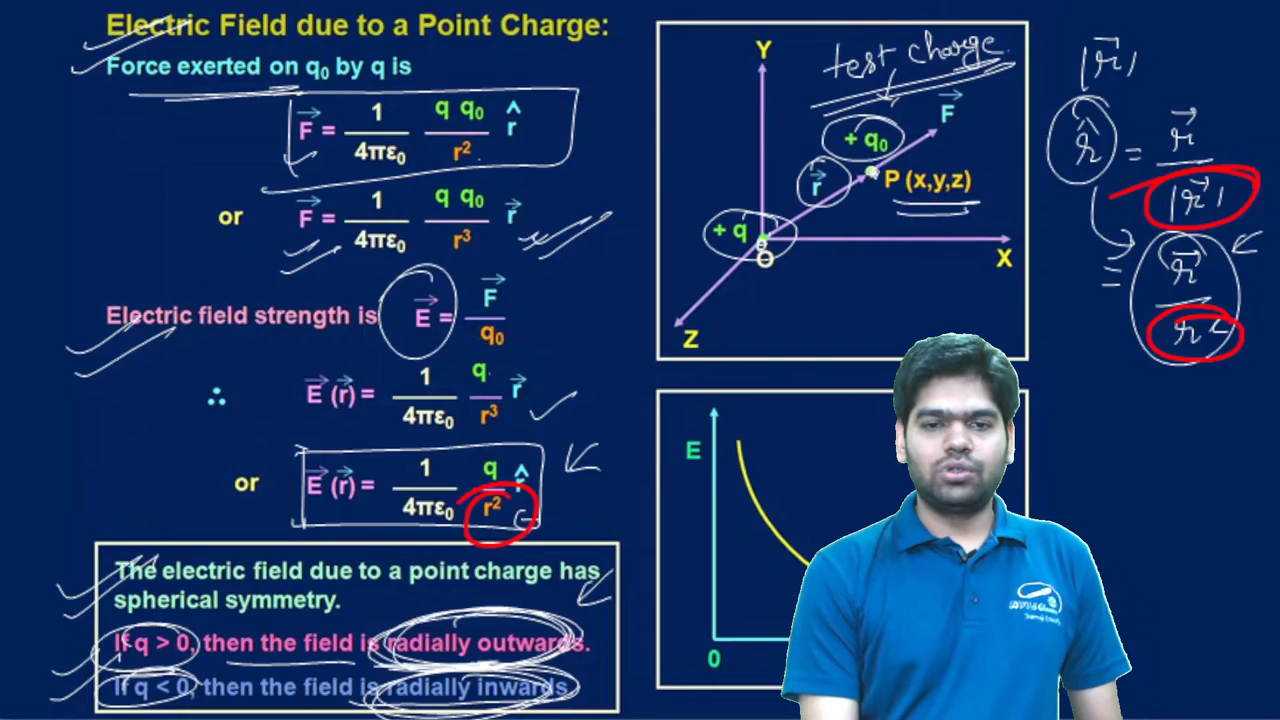 Electric Field due to a Point Charge:
Force exerted on q₀ by q is
F⃗ = 1/4πε₀ q q₀/r² r̂
or F⃗ = 1/4πε₀ q q₀/r³ r⃗
Electric field strength is E⃗ = F⃗/q₀
∴ E⃗ (r⃗) = 1/4πε₀ q/r³ r⃗
or E⃗ (r⃗) = 1/4πε₀ q/r² r̂
The electric field due to a point charge has
spherical symmetry.
If q > 0, then the field is radially outwards.
If q < 0, then the field is radially inwards.
Y
test charge
F⃗
+ q₀
r⃗
P (x,y,z)
+ q
O
X
Z
E
0
|r⃗|
r̂ = r⃗/|r⃗|
= r⃗/r